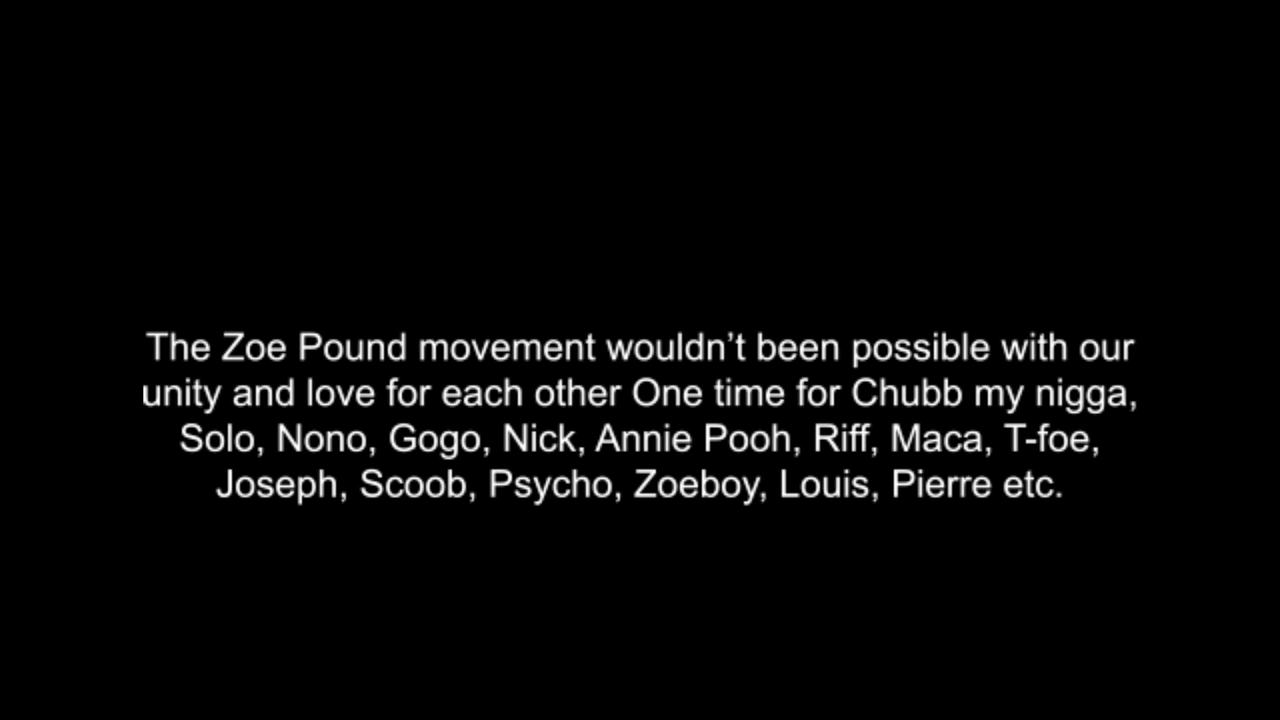 The Zoe Pound movement wouldn’t been possible with our
unity and love for each other One time for Chubb my nigga,
Solo, Nono, Gogo, Nick, Annie Pooh, Riff, Maca, T-foe,
Joseph, Scoob, Psycho, Zoeboy, Louis, Pierre etc.